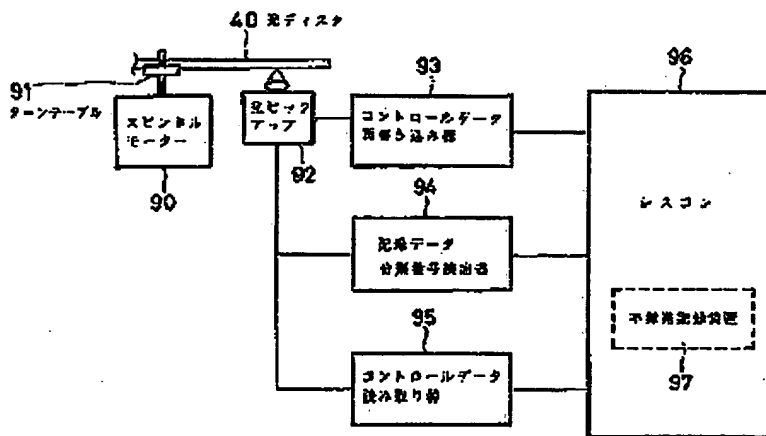 40 光ディスク
91
ターンテーブル
スピンドル
モーター
90
光ピック
アップ
92
93
コントロールデータ
再書き込み器
94
記録データ
分類信号検出器
95
コントロールデータ
読み取り器
96
シスコン
不揮発記録装置
97